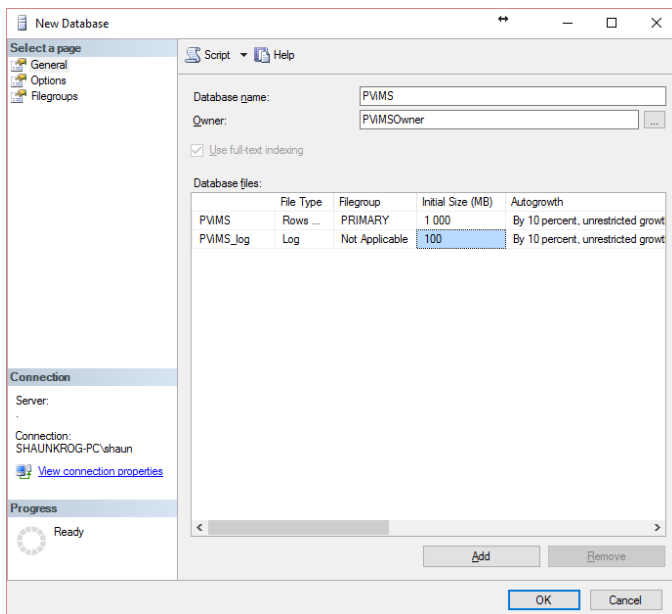 New Database
Select a page
General
Options
Filegroups
Script Help
Database name: PViMS
Owner: PViMSOwner ...
Use full-text indexing
Database files:
File Type Filegroup Initial Size (MB) Autogrowth
PViMS Rows ... PRIMARY 1 000 By 10 percent, unrestricted growt
PViMS_log Log Not Applicable 100 By 10 percent, unrestricted growt
Connection
Server:
.
Connection:
SHAUNKROG-PC\shaun
View connection properties
Progress
Ready
Add Remove
OK Cancel